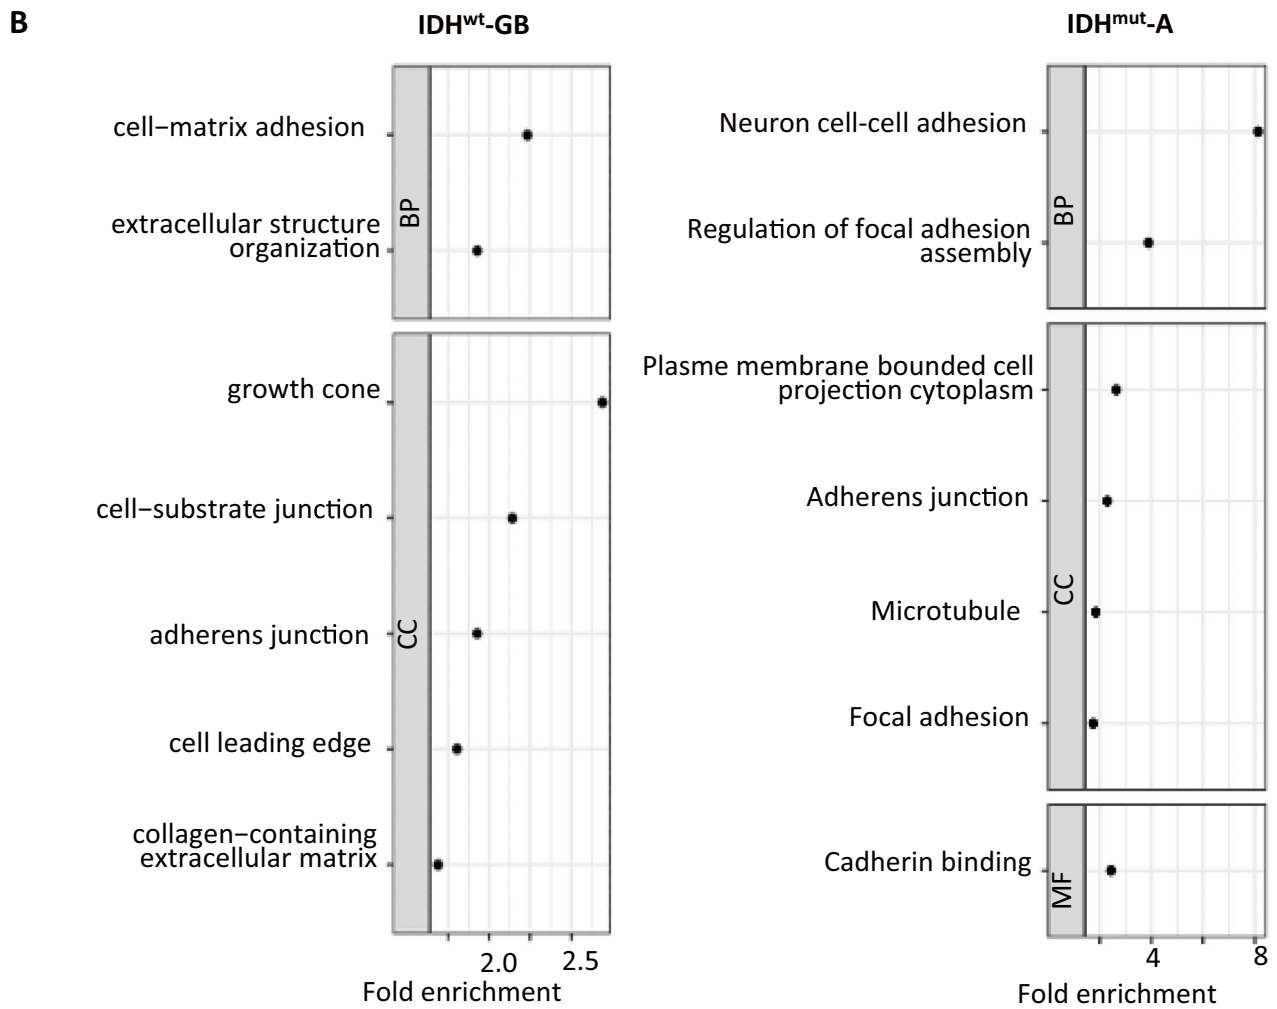 B
IDHwt-GB
cell−matrix adhesion
extracellular structure
organization
BP
growth cone
cell−substrate junction
adherens junction
cell leading edge
collagen−containing
extracellular matrix
CC
2.0 2.5
Fold enrichment
IDHmut-A
Neuron cell-cell adhesion
Regulation of focal adhesion
assembly
BP
Plasme membrane bounded cell
projection cytoplasm
Adherens junction
Microtubule
Focal adhesion
CC
Cadherin binding
MF
4 8
Fold enrichment